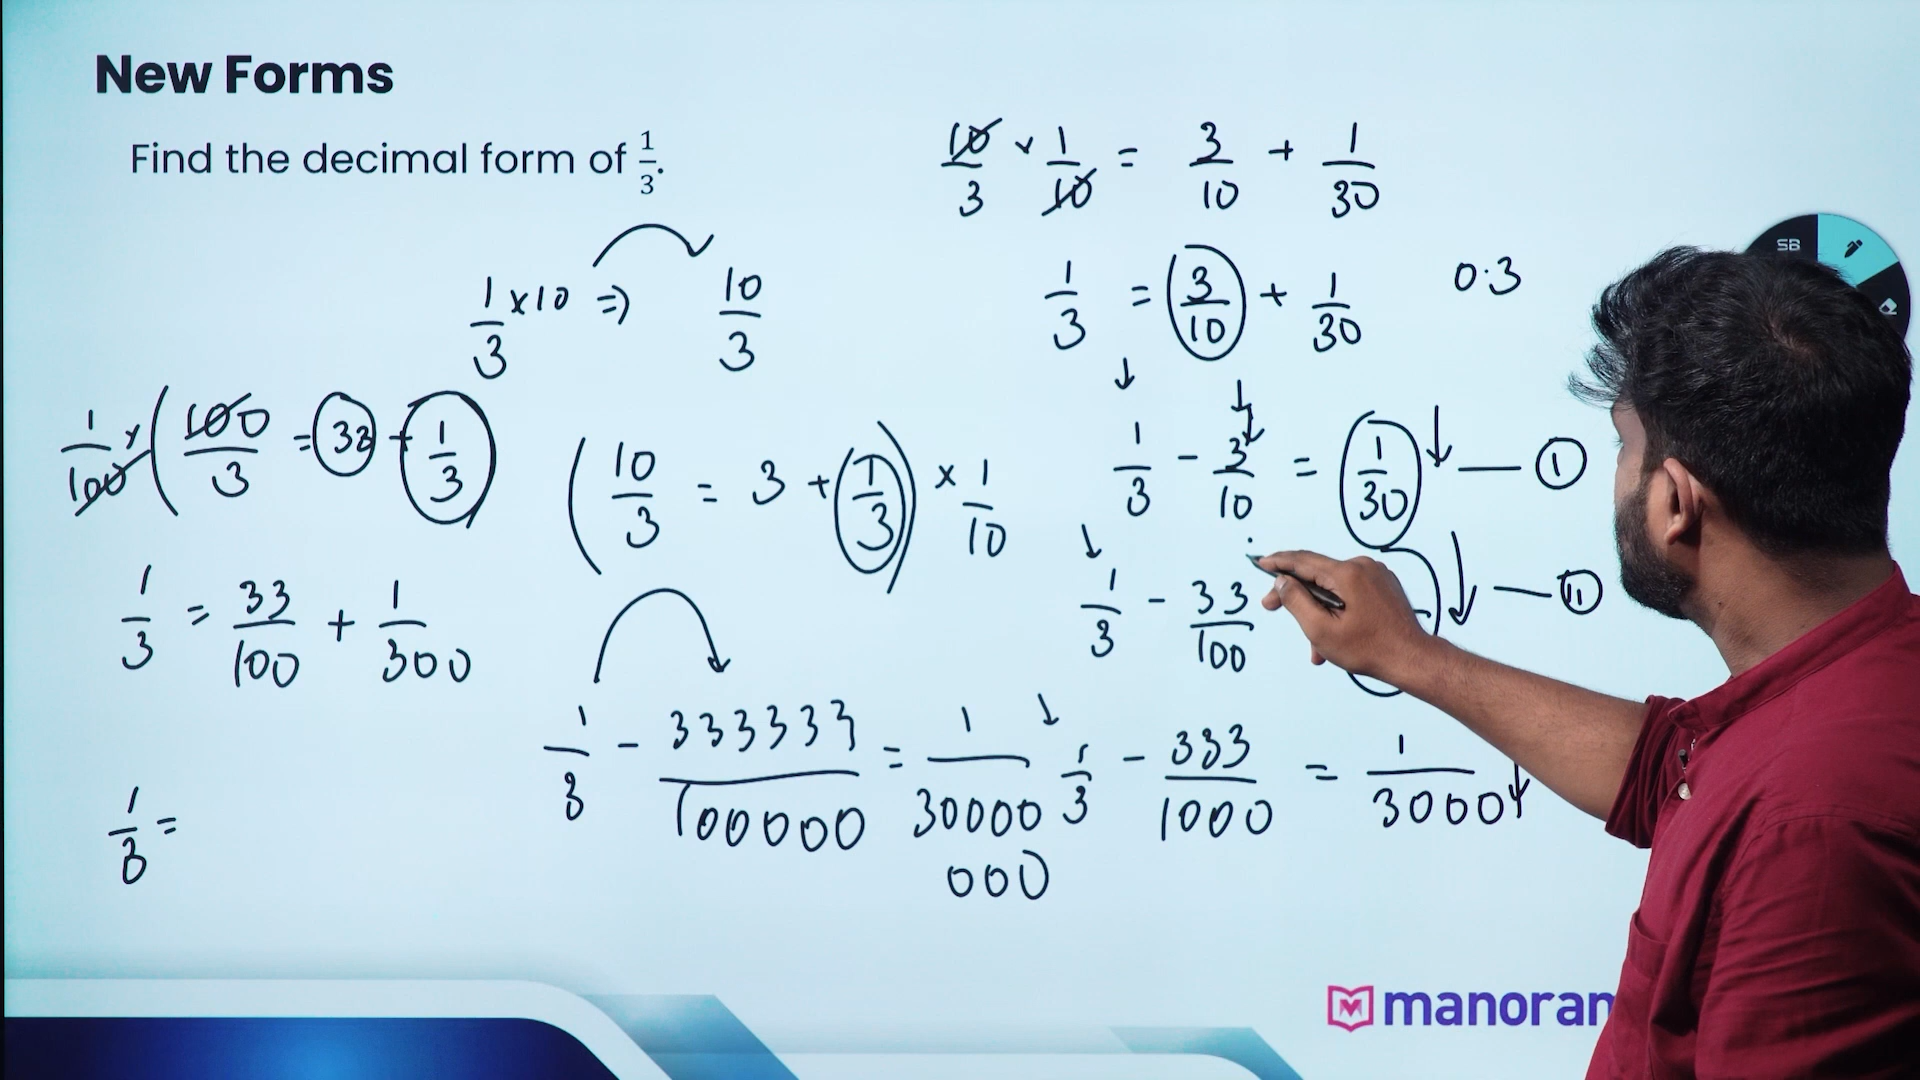 New Forms
Find the decimal form of 1/3.
10/3 × 1/10 = 3/10 + 1/30
SB
1/3 = 3/10 + 1/30
0.3
1/3 × 10 ⇒ 10/3
1/100 × ( 100/3 = 33 + 1/3
( 10/3 = 3 + 1/3 ) × 1/10
1/3 - 3/10 = 1/30 — I
1/3 = 33/100 + 1/300
1/3 - 33/100 — II
1/3 - 333333/100000 = 1/30000000
1/3 - 333/1000 = 1/3000
1/3 =
manoram